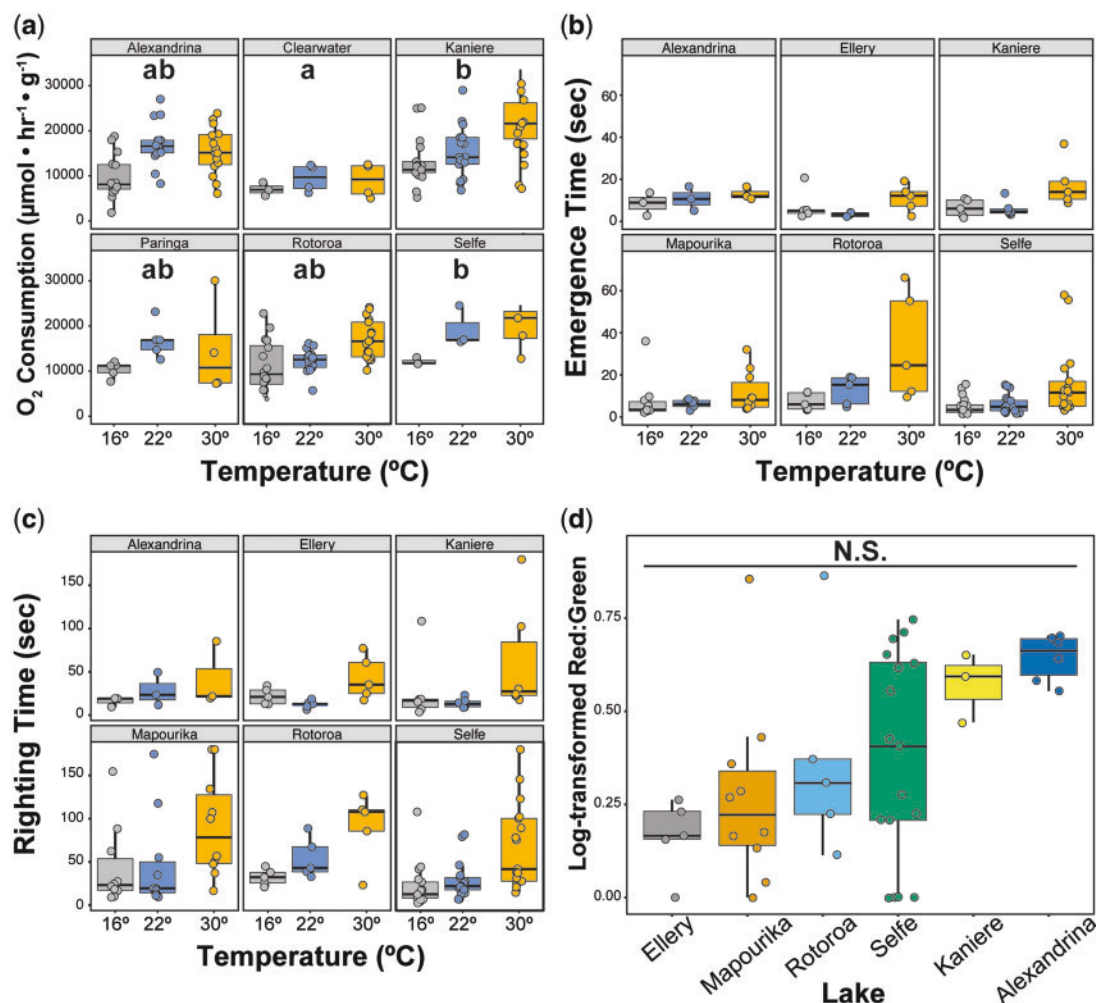 (a)
Alexandrina Clearwater Kaniere
ab a b
30000
20000
10000
0
Paringa Rotoroa Selfe
ab ab b
30000
20000
10000
0
O2 Consumption (µmol • hr-1 • g-1)
16º 22º 30º 16º 22º 30º 16º 22º 30º
Temperature (ºC)
(b)
Alexandrina Ellery Kaniere
60
40
20
0
Mapourika Rotoroa Selfe
60
40
20
0
Emergence Time (sec)
16º 22º 30º 16º 22º 30º 16º 22º 30º
Temperature (ºC)
(c)
Alexandrina Ellery Kaniere
150
100
50
0
Mapourika Rotoroa Selfe
150
100
50
0
Righting Time (sec)
16º 22º 30º 16º 22º 30º 16º 22º 30º
Temperature (ºC)
(d)
N.S.
0.75
0.50
0.25
0.00
Log-transformed Red:Green
Ellery Mapourika Rotoroa Selfe Kaniere Alexandrina
Lake